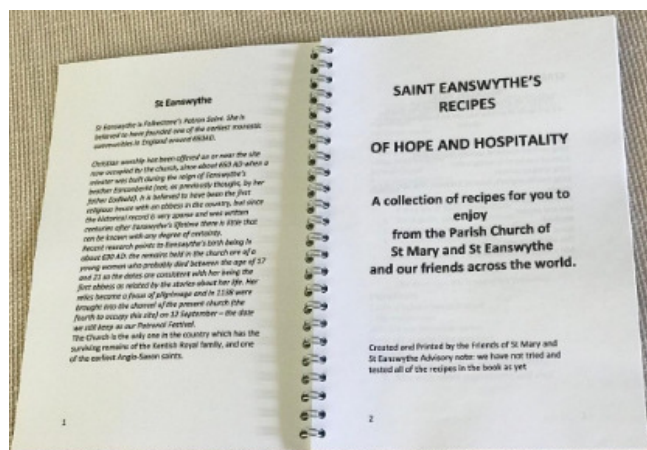 St Eanswythe
St Eanswythe is Folkestone's Patron Saint. She is
believed to have founded one of the earliest monastic
communities in England around 660AD.
Christian worship has been offered on or near the site
now occupied by the church, since about 660 AD when a
minster was built during the reign of Eanswythe's
brother Eorconberht (not, as previously thought, by her
father Eadbald). It is believed to have been the first
religious house with an abbess in the country, but since
the historical record is very sparse and was written
centuries after Eanswythe's lifetime there is little that
can be known with any degree of certainty.
Recent research points to Eanswythe's birth being in
about 630 AD: the remains held in the church are of a
young woman who probably died between the age of 17
and 21 so the dates are consistent with her being the
first abbess as related by the stories about her life. Her
relics became a focus of pilgrimage and in 1138 were
brought into the chancel of the present church (the
fourth to occupy this site) on 12 September – the date
we still keep as our Patronal Festival.
The Church is the only one in the country which has the
surviving remains of the Kentish Royal family, and one
of the earliest Anglo-Saxon saints.
1
SAINT EANSWYTHE'S
RECIPES
OF HOPE AND HOSPITALITY
A collection of recipes for you to
enjoy
from the Parish Church of
St Mary and St Eanswythe
and our friends across the world.
Created and Printed by the Friends of St Mary and
St Eanswythe Advisory note: we have not tried and
tested all of the recipes in the book as yet
2